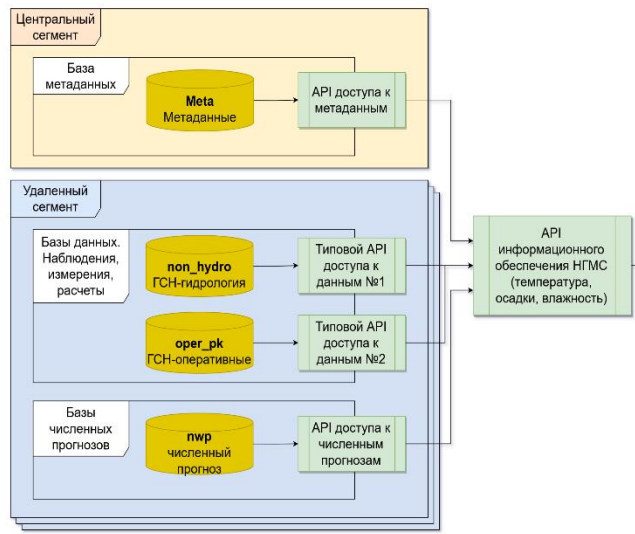 Центральный
сегмент
База
метаданных
Meta
Метаданные
API доступа к
метаданным
Удаленный
сегмент
Базы данных.
Наблюдения,
измерения,
расчеты
non_hydro
ГСН-гидрология
Типовой API
доступа к
данным №1
oper_pk
ГСН-оперативные
Типовой API
доступа к
данным №2
Базы
численных
прогнозов
nwp
численный
прогноз
API доступа к
численным
прогнозам
API
информационного
обеспечения НГМС
(температура,
осадки, влажность)